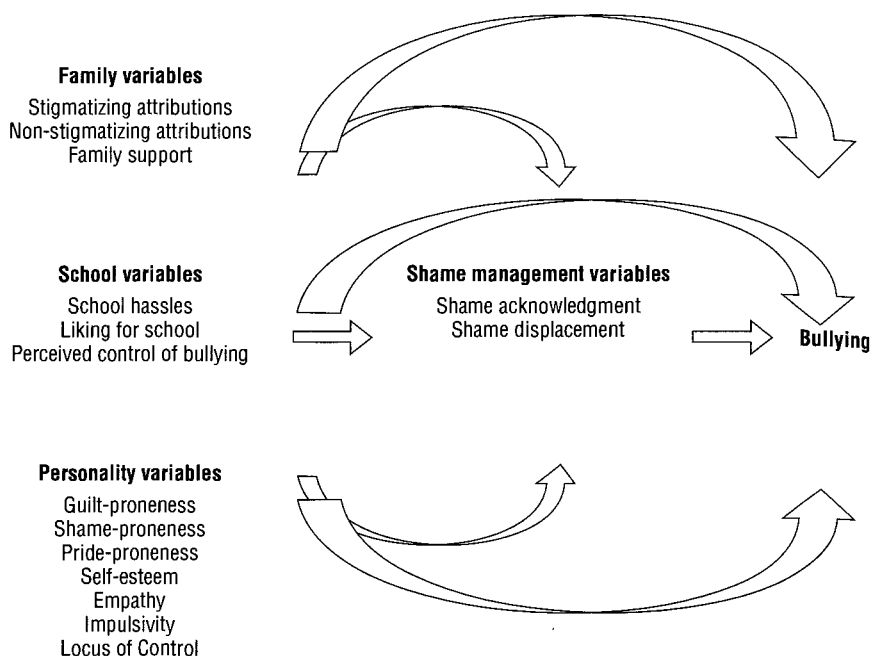 Family variables
Stigmatizing attributions
Non-stigmatizing attributions
Family support
School variables
School hassles
Liking for school
Perceived control of bullying
Shame management variables
Shame acknowledgment
Shame displacement
Bullying
Personality variables
Guilt-proneness
Shame-proneness
Pride-proneness
Self-esteem
Empathy
Impulsivity
Locus of Control